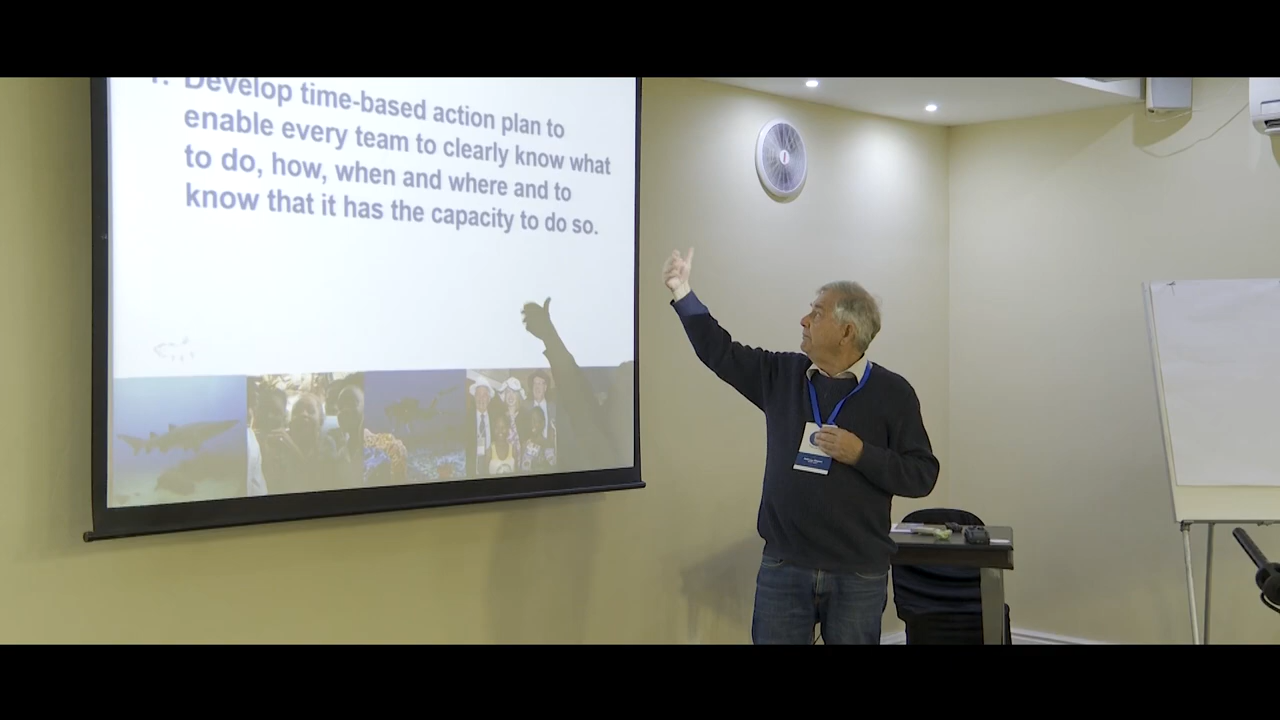 Develop time-based action plan to
enable every team to clearly know what
to do, how, when and where and to
know that it has the capacity to do so.